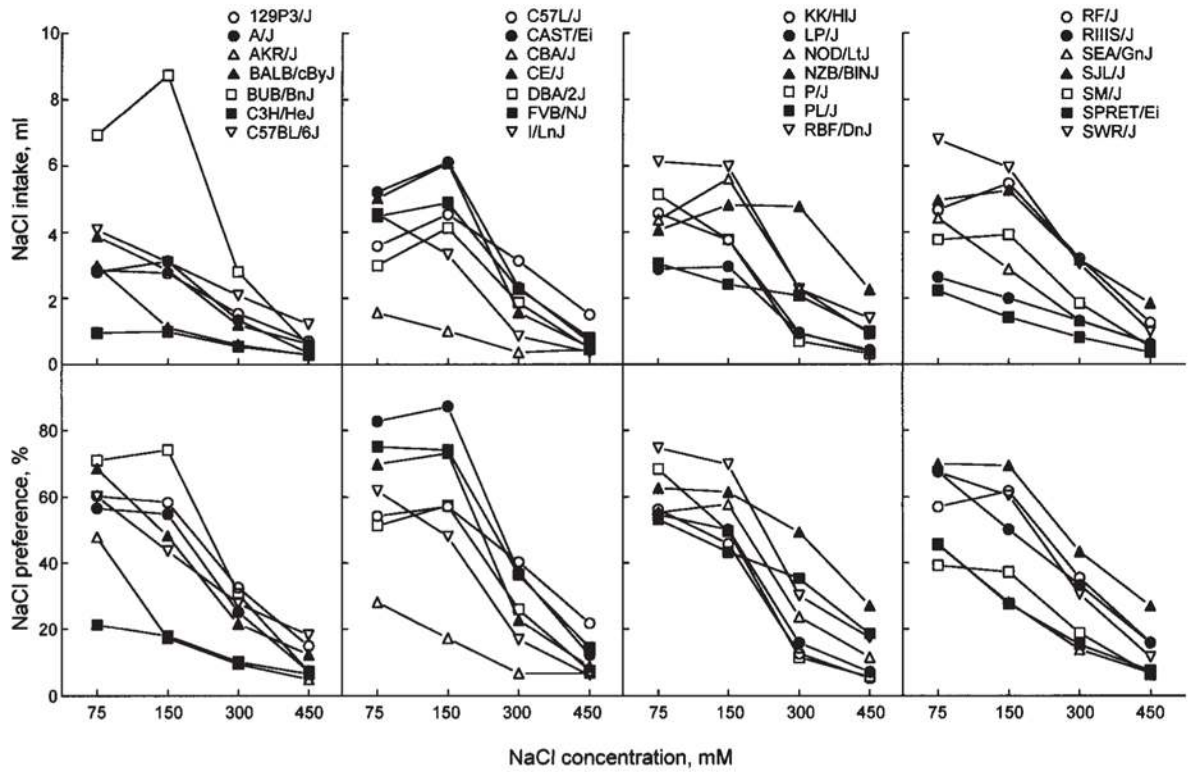 129P3/J
A/J
AKR/J
BALB/cByJ
BUB/BnJ
C3H/HeJ
C57BL/6J
C57L/J
CAST/Ei
CBA/J
CE/J
DBA/2J
FVB/NJ
I/LnJ
KK/HIJ
LP/J
NOD/LtJ
NZB/BINJ
P/J
PL/J
RBF/DnJ
RF/J
RIIIS/J
SEA/GnJ
SJL/J
SM/J
SPRET/Ei
SWR/J
NaCl intake, ml
10
8
6
4
2
0
NaCl preference, %
80
60
40
20
0
75 150 300 450 75 150 300 450 75 150 300 450 75 150 300 450
NaCl concentration, mM